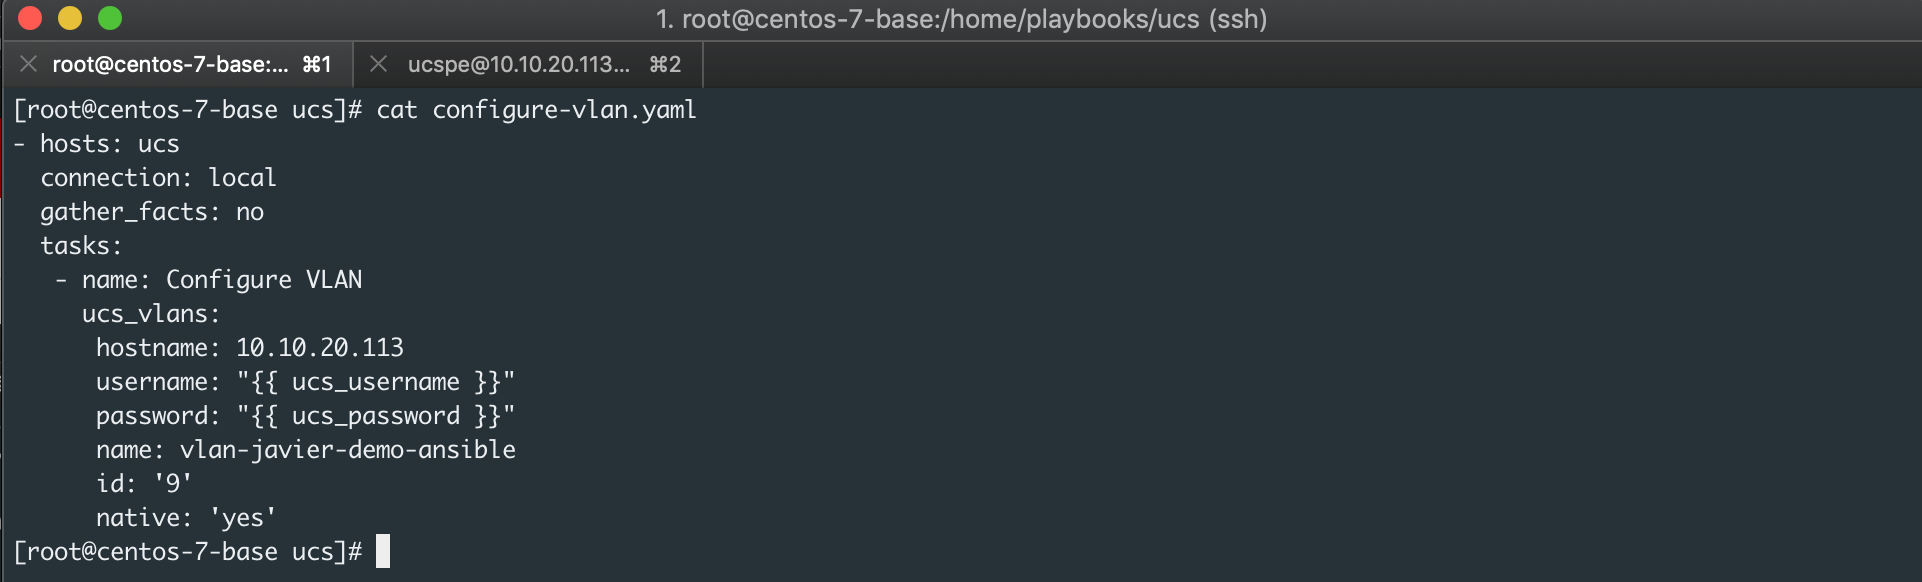 1. root@centos-7-base:/home/playbooks/ucs (ssh)
root@centos-7-base:... ⌘1 ucspe@10.10.20.113... ⌘2
[root@centos-7-base ucs]# cat configure-vlan.yaml
- hosts: ucs
  connection: local
  gather_facts: no
  tasks:
   - name: Configure VLAN
     ucs_vlans:
      hostname: 10.10.20.113
      username: "{{ ucs_username }}"
      password: "{{ ucs_password }}"
      name: vlan-javier-demo-ansible
      id: '9'
      native: 'yes'
[root@centos-7-base ucs]#